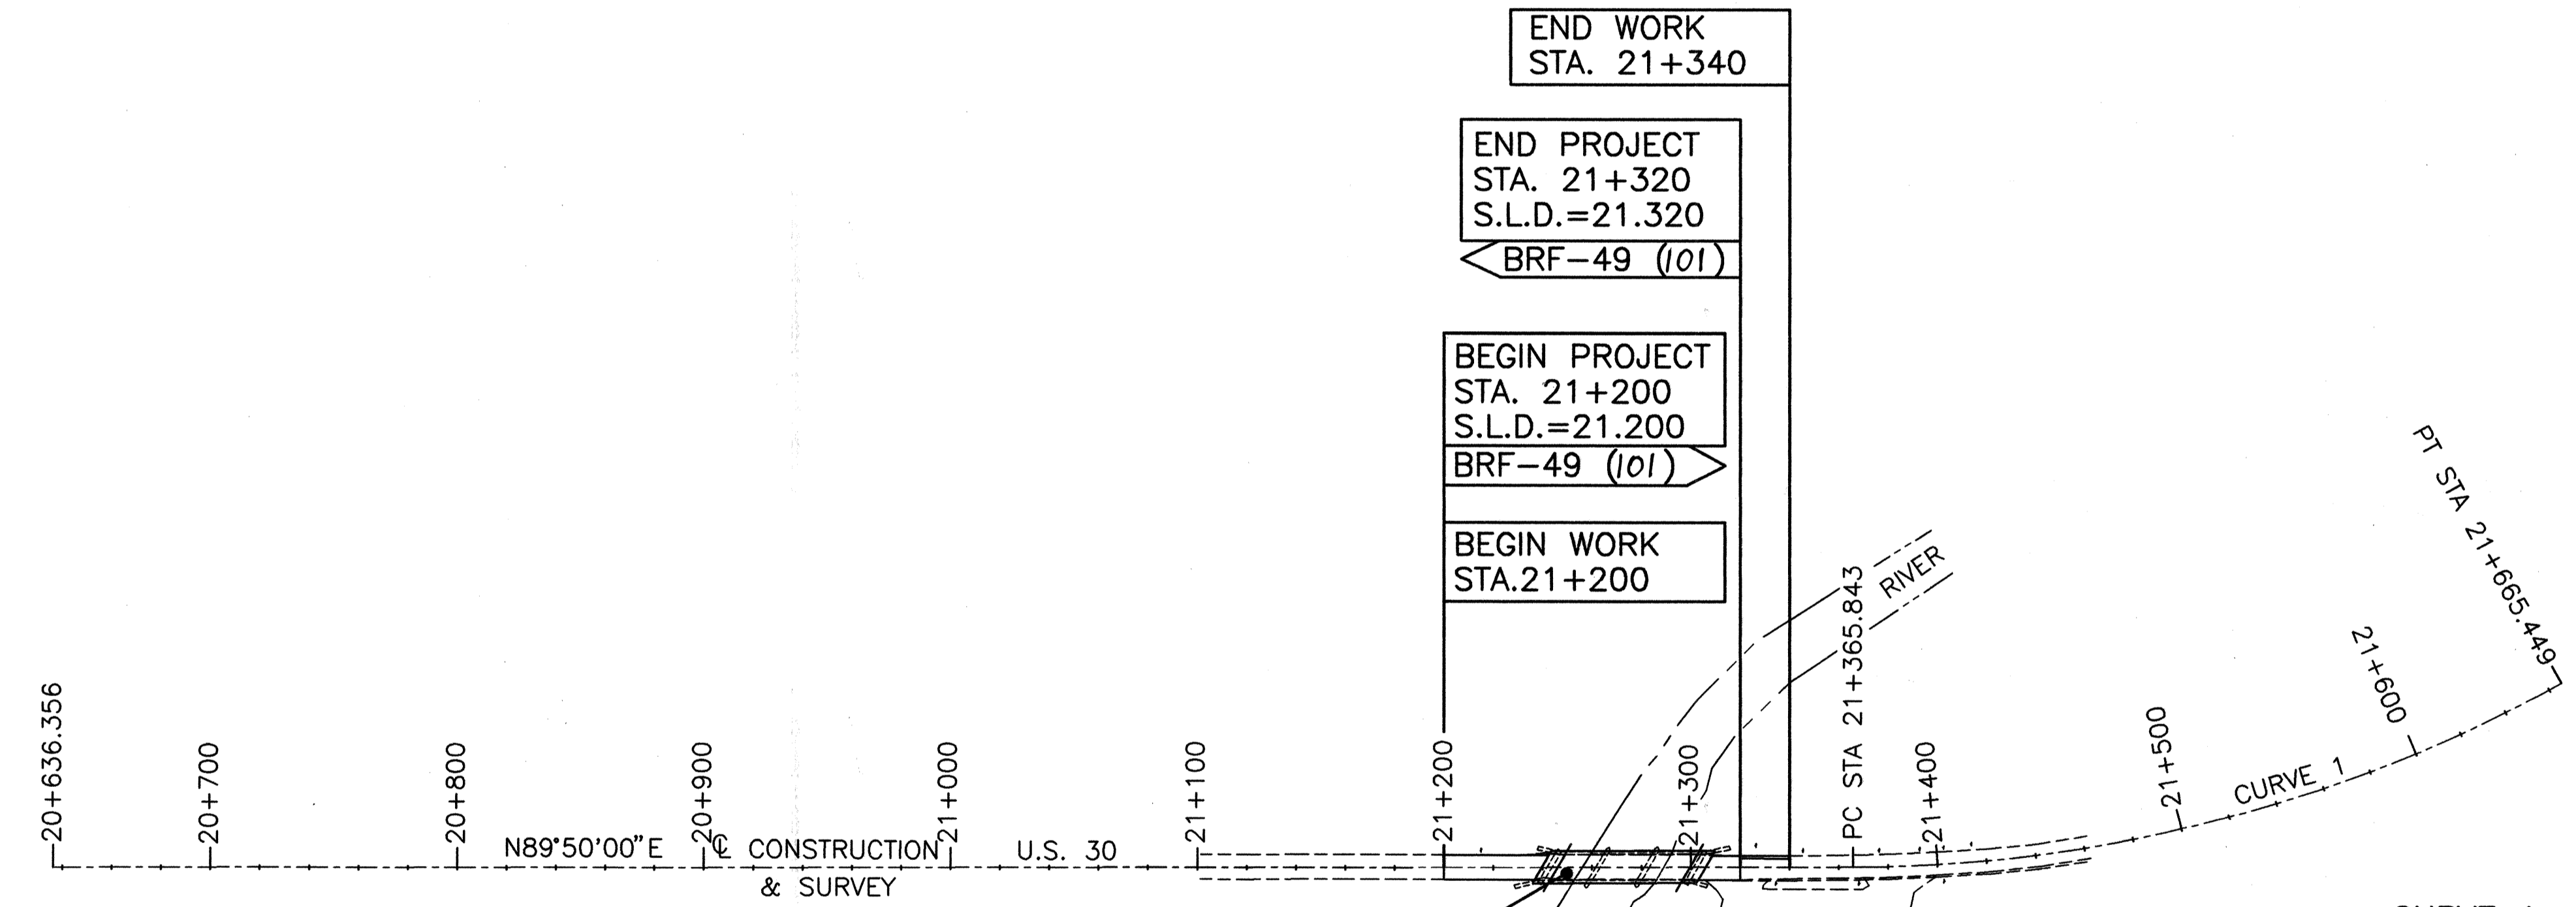 END WORK
STA. 21+340
END PROJECT
STA. 21+320
S.L.D.=21.320
BRF-49 (101)
BEGIN PROJECT
STA. 21+200
S.L.D.=21.200
BRF-49 (101)
BEGIN WORK
STA.21+200
RIVER
PT STA 21+665.449
PC STA 21+365.843
20+636.356
20+700
20+800
20+900
21+000
21+100
21+200
21+300
21+400
21+500
21+600
CURVE 1
N89°50'00"E
℄ CONSTRUCTION
& SURVEY
U.S. 30